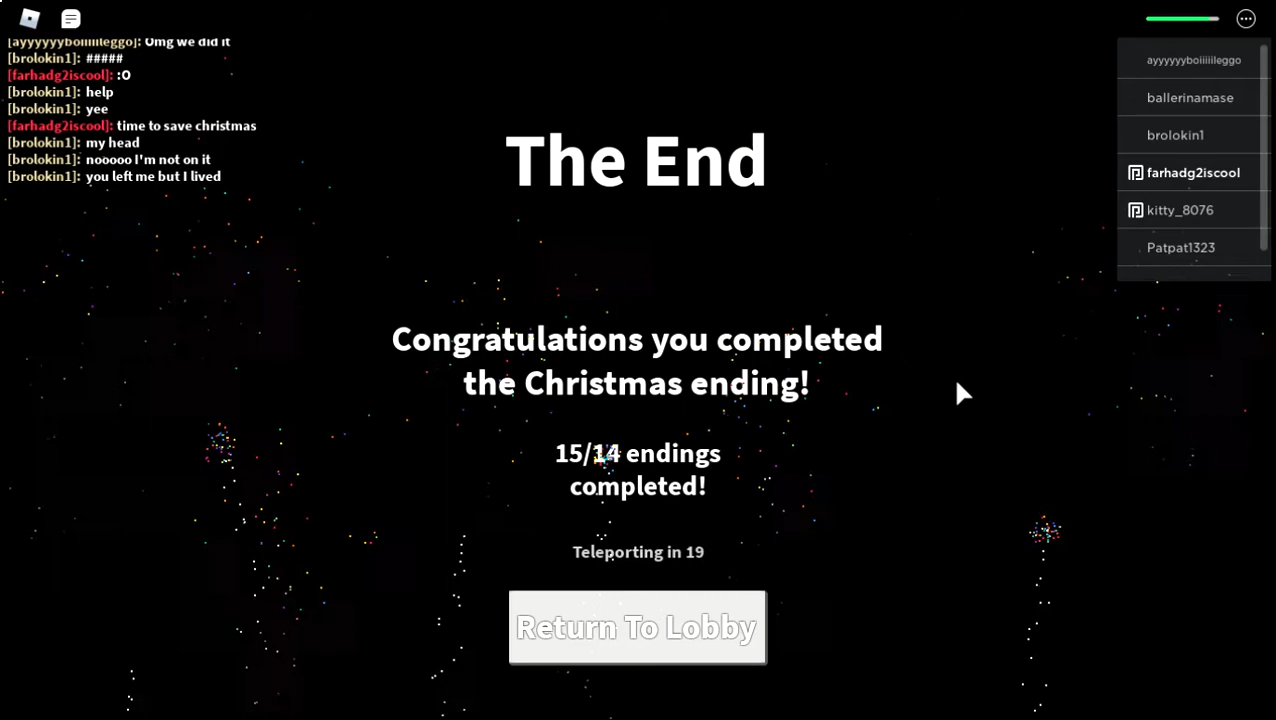 [ayyyyyyboiiiiileggo]: Omg we did it
[brolokin1]: #####
[farhadg2iscool]: :O
[brolokin1]: help
[brolokin1]: yee
[farhadg2iscool]: time to save christmas
[brolokin1]: my head
[brolokin1]: nooooo I'm not on it
[brolokin1]: you left me but I lived
ayyyyyyboiiiiileggo
ballerinamase
brolokin1
farhadg2iscool
kitty_8076
Patpat1323
The End
Congratulations you completed
the Christmas ending!
15/14 endings
completed!
Teleporting in 19
Return To Lobby